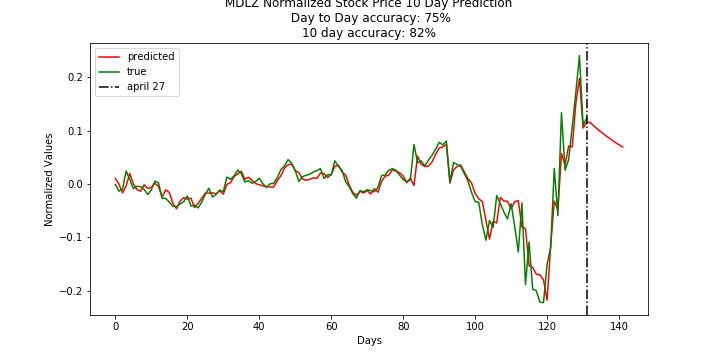 MDLZ Normalized Stock Price 10 Day Prediction
Day to Day accuracy: 75%
10 day accuracy: 82%
predicted
true
april 27
Normalized Values
0.2
0.1
0.0
−0.1
−0.2
0 20 40 60 80 100 120 140
Days